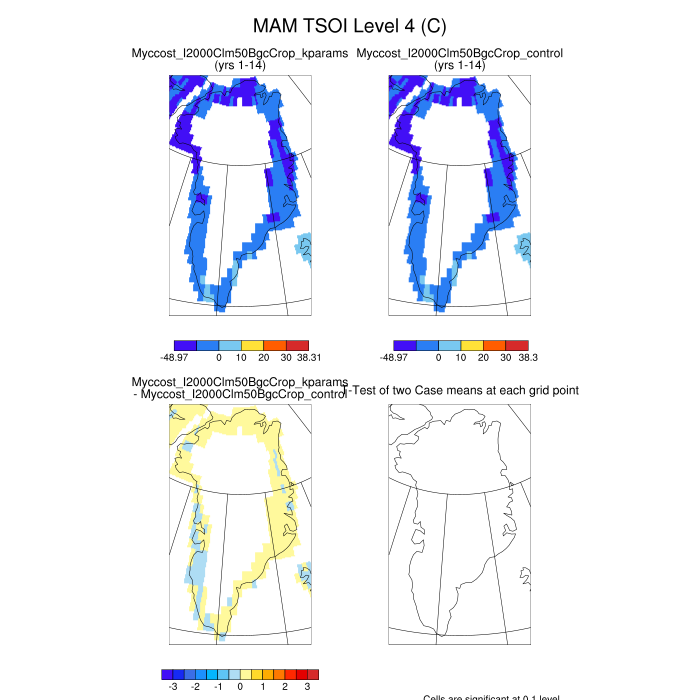 MAM TSOI Level 4 (C)
Myccost_I2000Clm50BgcCrop_kparams
(yrs 1-14)
Myccost_I2000Clm50BgcCrop_control
(yrs 1-14)
-48.97 0 10 20 30 38.31
-48.97 0 10 20 30 38.3
Myccost_I2000Clm50BgcCrop_kparams
- Myccost_I2000Clm50BgcCrop_control
T-Test of two Case means at each grid point
-3 -2 -1 0 1 2 3
Cells are significant at 0.1 level